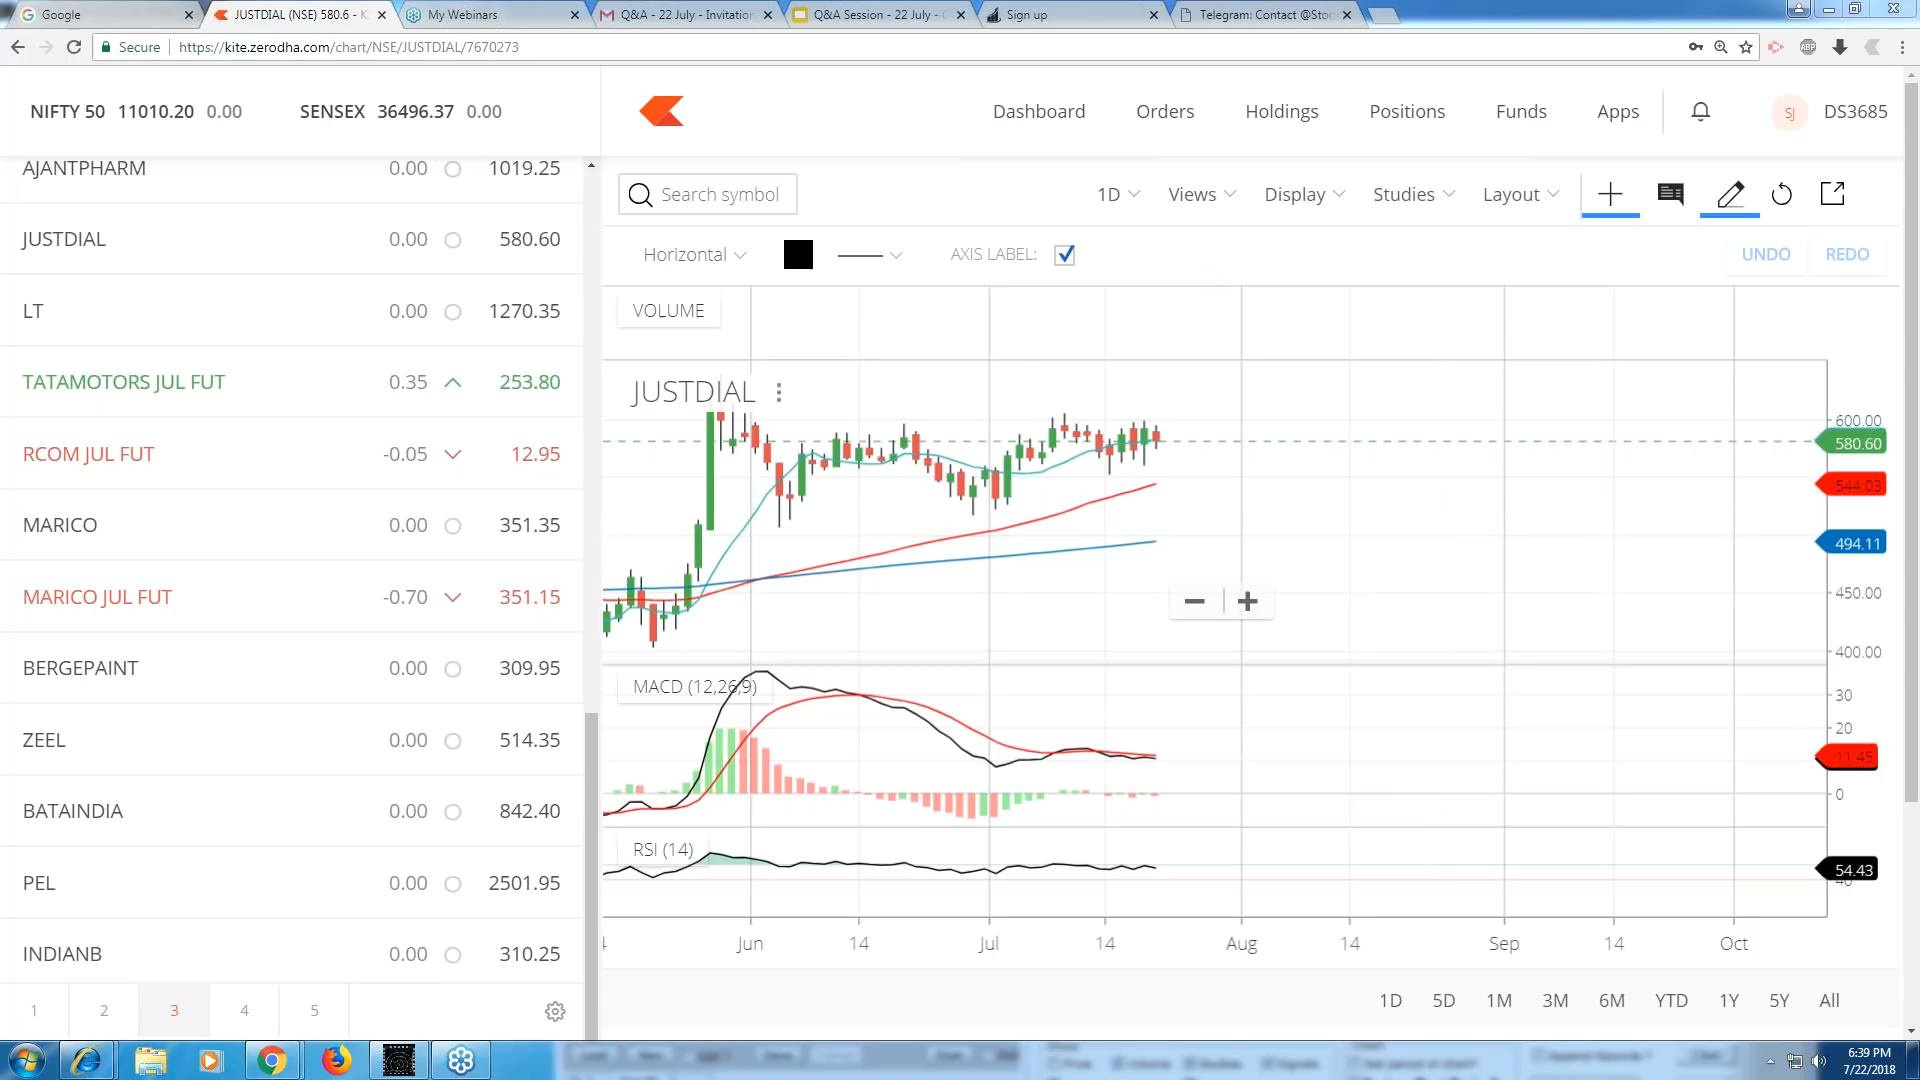 Google
JUSTDIAL (NSE) 580.6 - K
My Webinars
Q&A - 22 July - Invitation
Q&A Session - 22 July - G
Sign up
Telegram: Contact @Stoc
Secure
https://kite.zerodha.com/chart/NSE/JUSTDIAL/7670273
ABP
NIFTY 50 11010.20 0.00
SENSEX 36496.37 0.00
Dashboard
Orders
Holdings
Positions
Funds
Apps
SJ
DS3685
AJANTPHARM 0.00 1019.25
JUSTDIAL 0.00 580.60
LT 0.00 1270.35
TATAMOTORS JUL FUT 0.35 253.80
RCOM JUL FUT -0.05 12.95
MARICO 0.00 351.35
MARICO JUL FUT -0.70 351.15
BERGEPAINT 0.00 309.95
ZEEL 0.00 514.35
BATAINDIA 0.00 842.40
PEL 0.00 2501.95
INDIANB 0.00 310.25
1 2 3 4 5
Search symbol
1D
Views
Display
Studies
Layout
Horizontal
AXIS LABEL:
UNDO
REDO
VOLUME
JUSTDIAL
600.00
580.60
544.03
494.11
450.00
400.00
MACD (12,26,9)
30
20
11.45
0
RSI (14)
54.43
40
Jun 14 Jul 14 Aug 14 Sep 14 Oct
1D 5D 1M 3M 6M YTD 1Y 5Y All
6:39 PM
7/22/2018